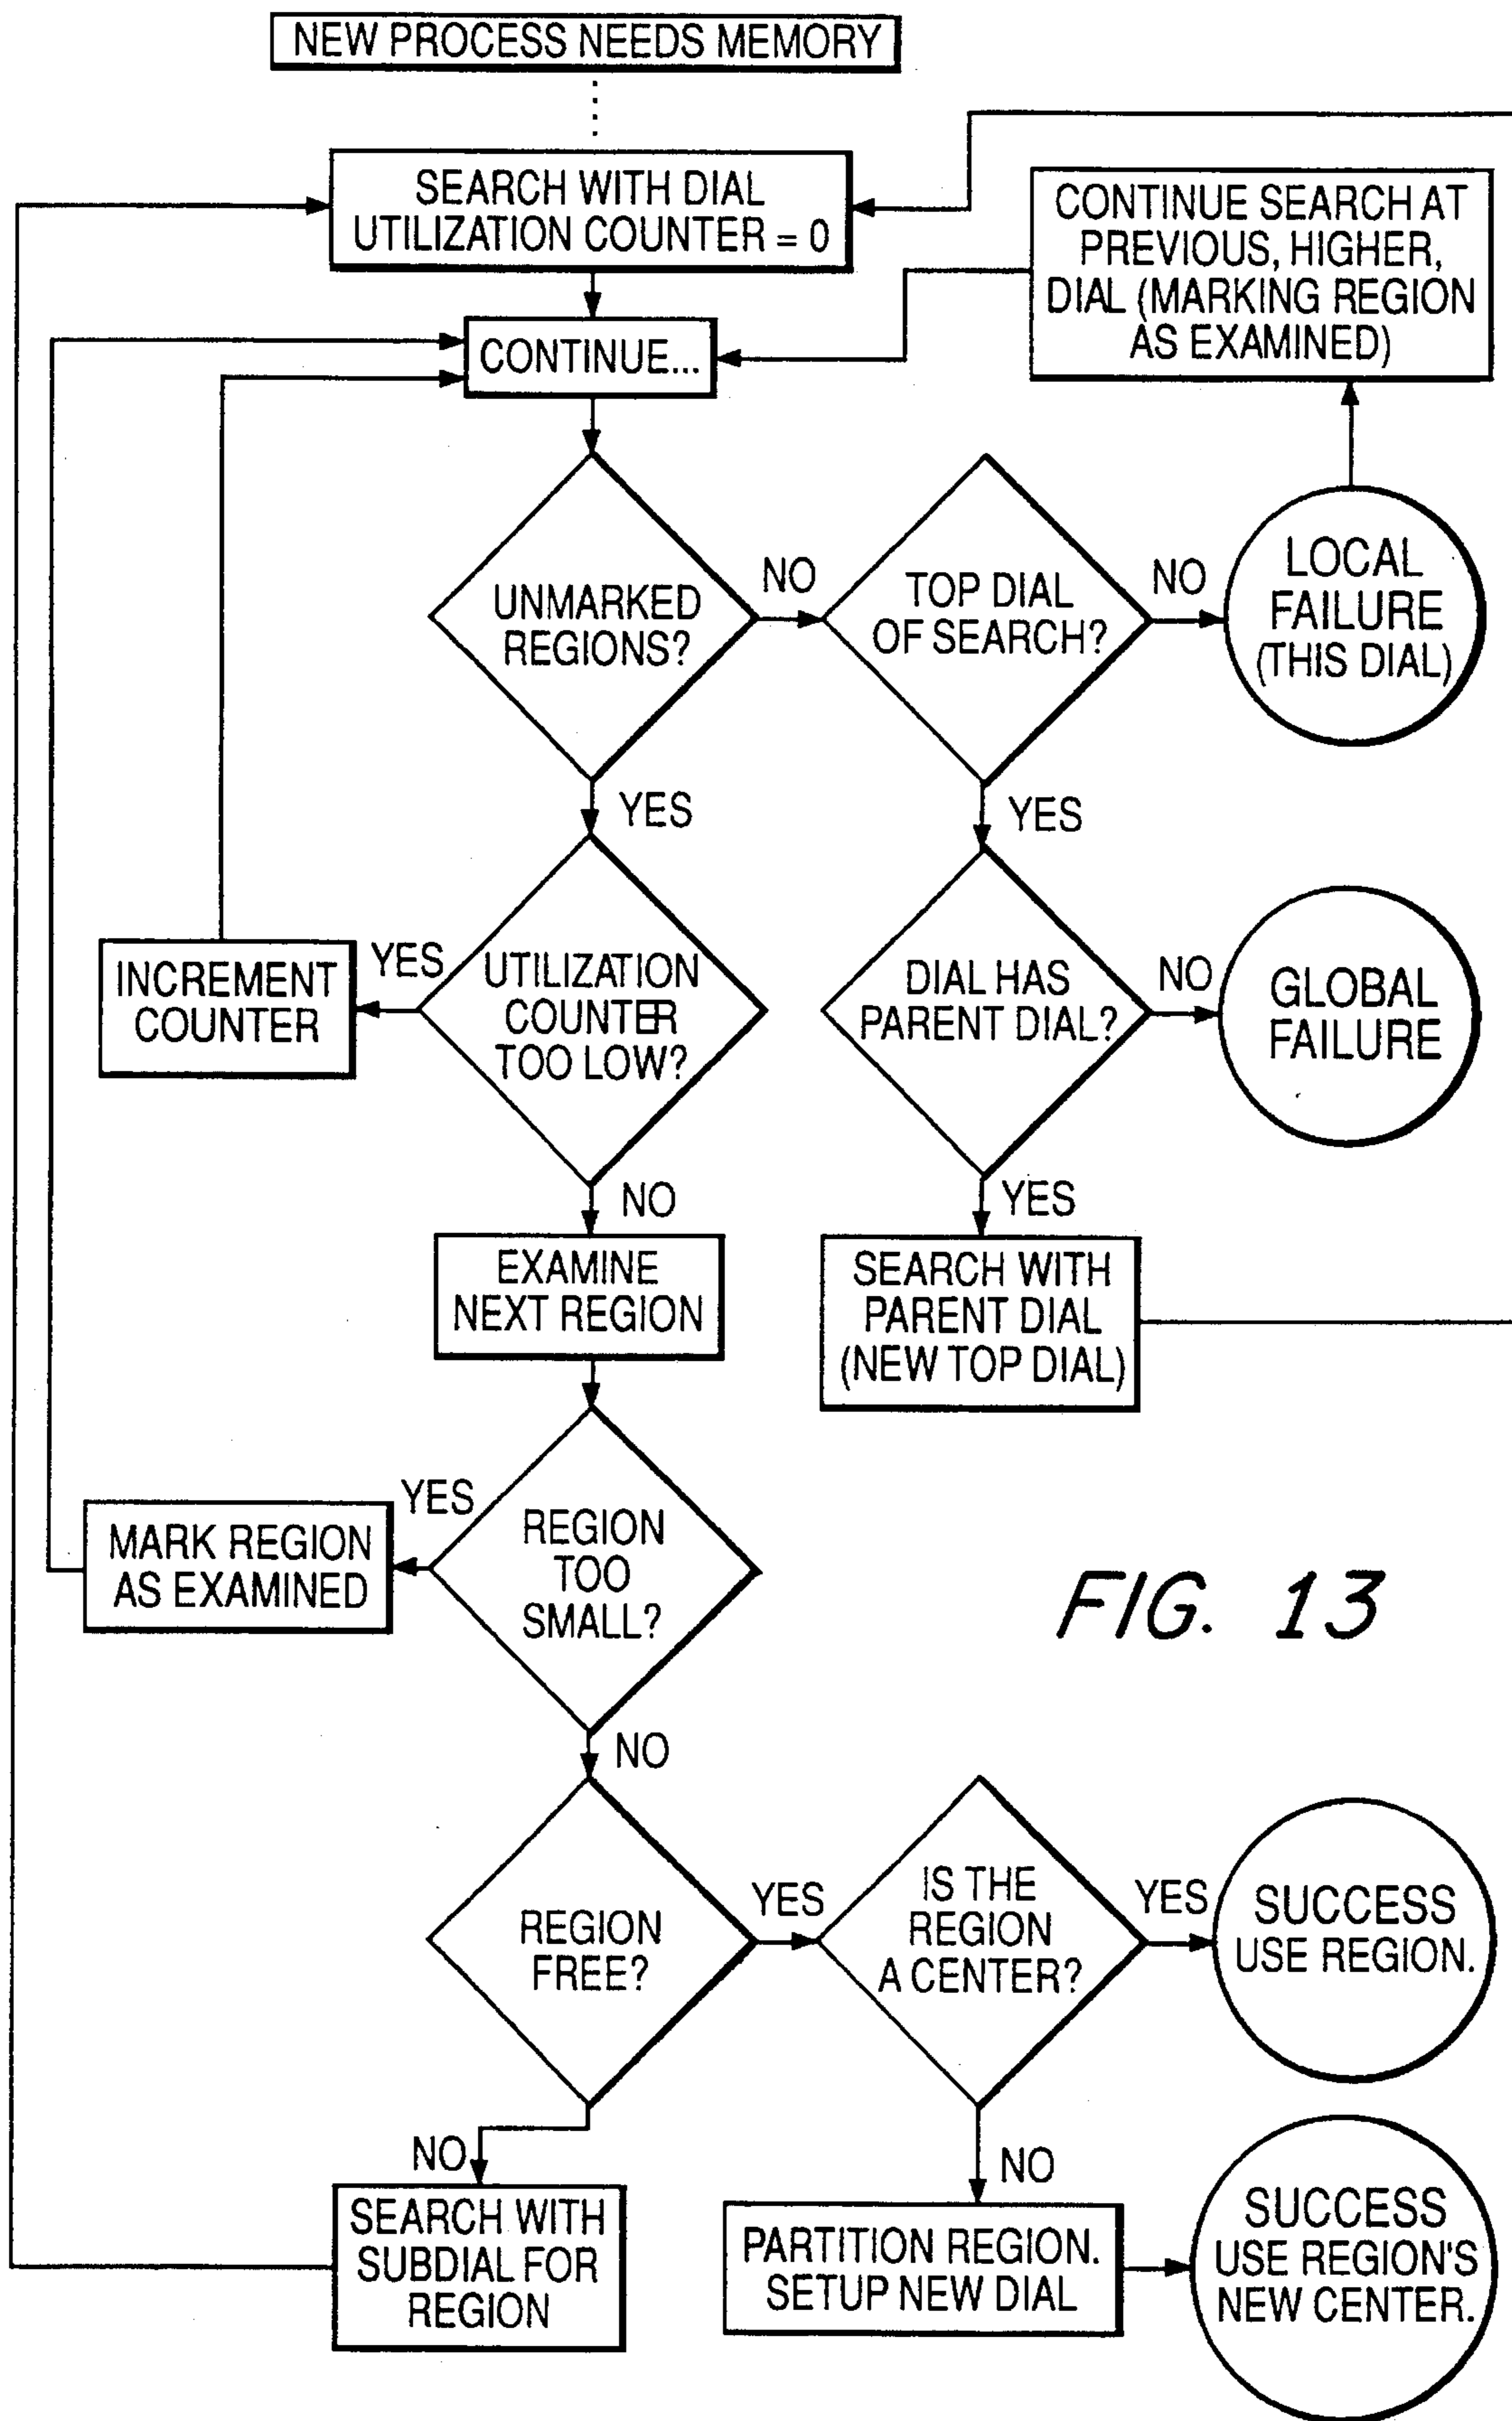 NEW PROCESS NEEDS MEMORY
SEARCH WITH DIAL
UTILIZATION COUNTER = 0
CONTINUE SEARCH AT
PREVIOUS, HIGHER,
DIAL (MARKING REGION
AS EXAMINED)
CONTINUE...
UNMARKED
REGIONS?
NO
TOP DIAL
OF SEARCH?
NO
LOCAL
FAILURE
(THIS DIAL)
YES
YES
INCREMENT
COUNTER
YES
UTILIZATION
COUNTER
TOO LOW?
DIAL HAS
PARENT DIAL?
NO
GLOBAL
FAILURE
NO
YES
EXAMINE
NEXT REGION
SEARCH WITH
PARENT DIAL
(NEW TOP DIAL)
MARK REGION
AS EXAMINED
YES
REGION
TOO
SMALL?
FIG. 13
NO
REGION
FREE?
YES
IS THE
REGION
A CENTER?
YES
SUCCESS
USE REGION.
NO
NO
SEARCH WITH
SUBDIAL FOR
REGION
PARTITION REGION.
SETUP NEW DIAL
SUCCESS
USE REGION'S
NEW CENTER.